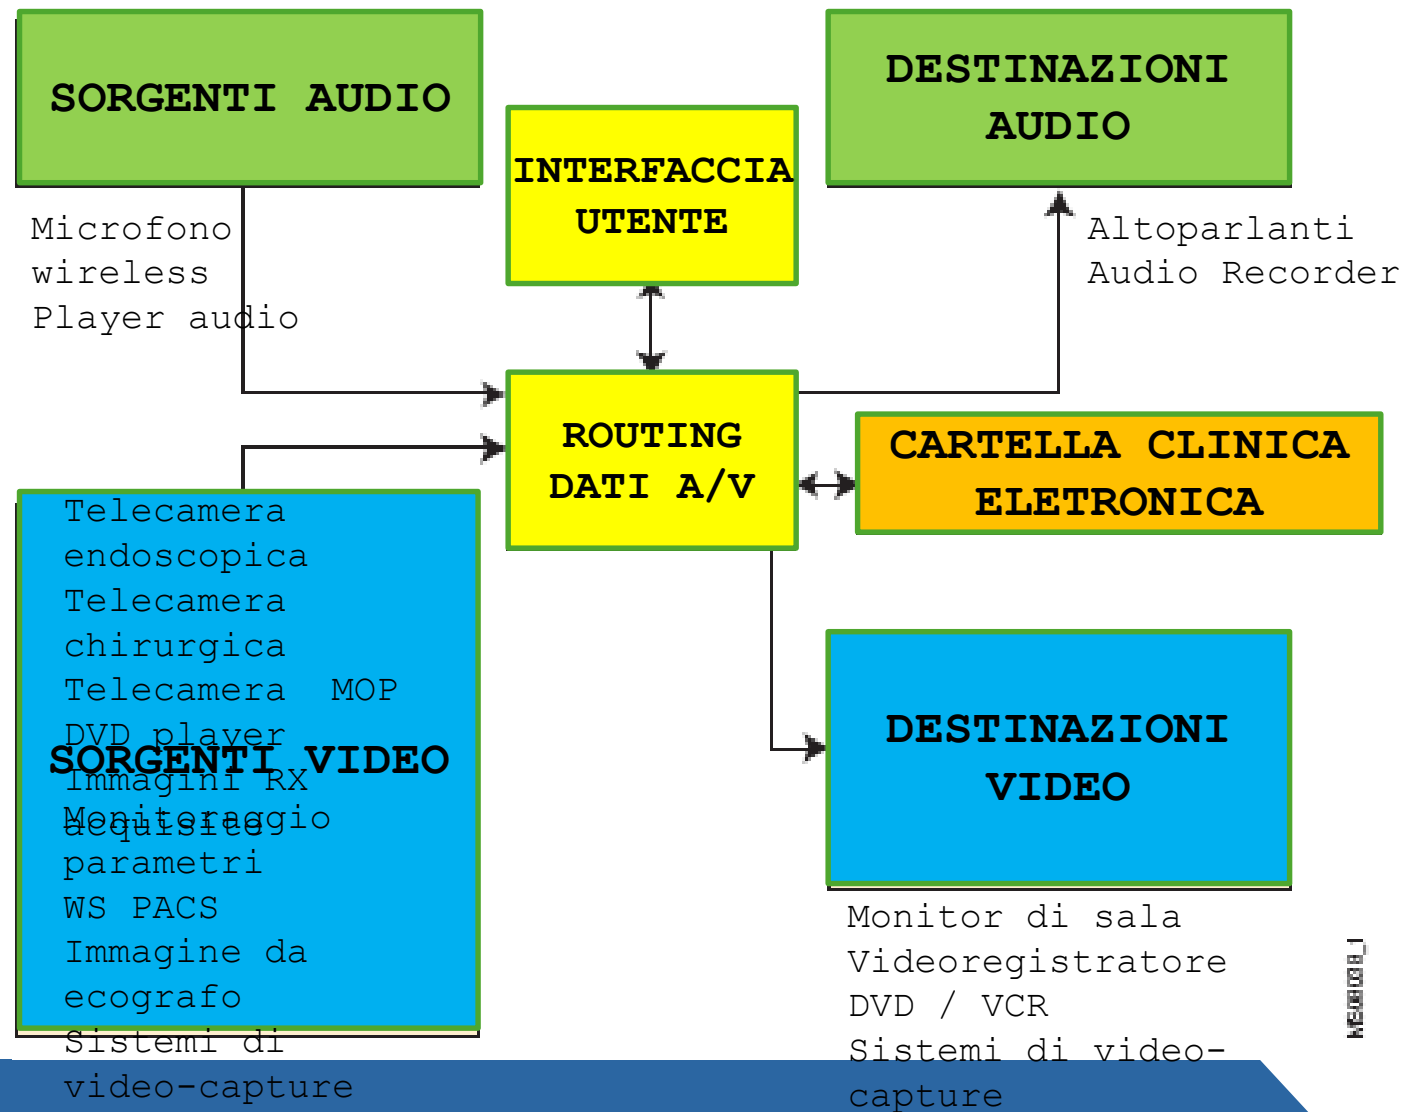 SORGENTI AUDIO
Microfono
wireless
Player audio
INTERFACCIA
UTENTE
DESTINAZIONI
AUDIO
Altoparlanti
Audio Recorder
ROUTING
DATI A/V
CARTELLA CLINICA
ELETRONICA
Telecamera
endoscopica
Telecamera
chirurgica
Telecamera MOP
DVD player
SORGENTI VIDEO
Immagini RX
acquisite
Monitoraggio
parametri
WS PACS
Immagine da
ecografo
Sistemi di
video-capture
DESTINAZIONI
VIDEO
Monitor di sala
Videoregistratore
DVD / VCR
Sistemi di video-
capture